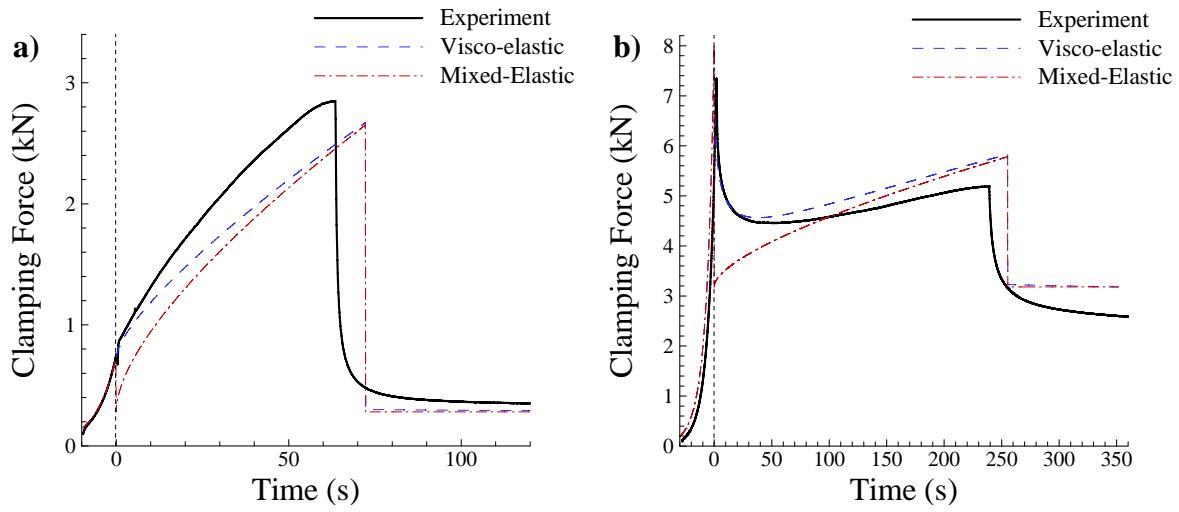 a)
Experiment
Visco-elastic
Mixed-Elastic
Clamping Force (kN)
3
2
1
0
0 50 100
Time (s)
b)
Experiment
Visco-elastic
Mixed-Elastic
Clamping Force (kN)
8
7
6
5
4
3
2
1
0
0 50 100 150 200 250 300 350
Time (s)